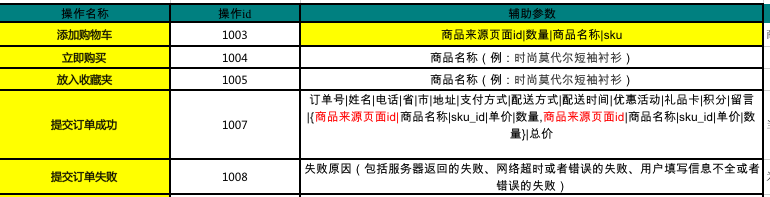 操作名称 操作id 辅助参数
添加购物车 1003 商品来源页面id|数量|商品名称|sku
立即购买 1004 商品名称（例：时尚莫代尔短袖衬衫）
放入收藏夹 1005 商品名称（例：时尚莫代尔短袖衬衫）
提交订单成功 1007 订单号|姓名|电话|省|市|地址|支付方式|配送方式|配送时间|优惠活动|礼品卡|积分|留言
|{商品来源页面id|商品名称|sku_id|单价|数量,商品来源页面id|商品名称|sku_id|单价|数
量}|总价
提交订单失败 1008 失败原因（包括服务器返回的失败、网络超时或者错误的失败、用户填写信息不全或者
错误的失败）